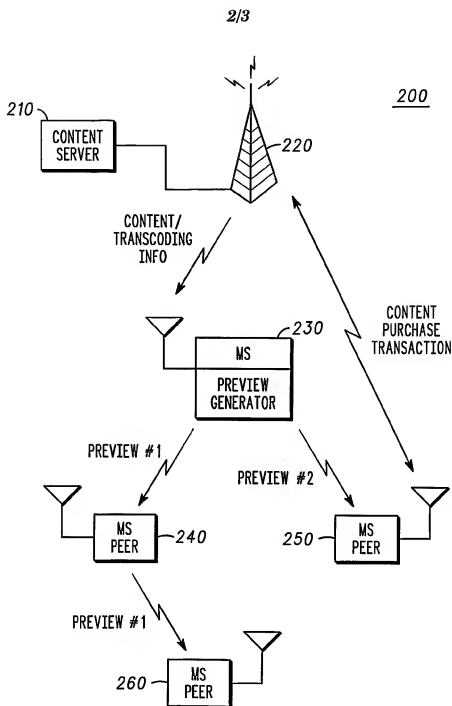 2/3
200
210
CONTENT
SERVER
220
CONTENT/
TRANSCODING
INFO
CONTENT
PURCHASE
TRANSACTION
230
MS
PREVIEW
GENERATOR
PREVIEW #1
PREVIEW #2
MS
PEER
240
250
MS
PEER
PREVIEW #1
260
MS
PEER